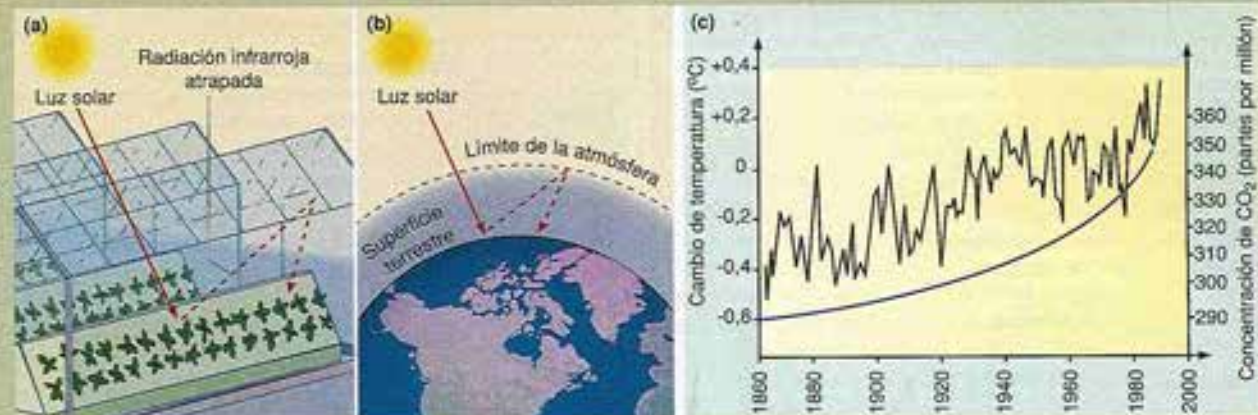 (a)
Radiación infrarroja
atrapada
Luz solar
(b)
Luz solar
Límite de la atmósfera
Superficie
terrestre
(c)
Cambio de temperatura (ºC)
+0,4
+0,2
0
-0,2
-0,4
-0,6
1860
1880
1900
1920
1940
1960
1980
2000
360
350
340
330
320
310
300
290
Concentración de CO₂ (partes por millón)